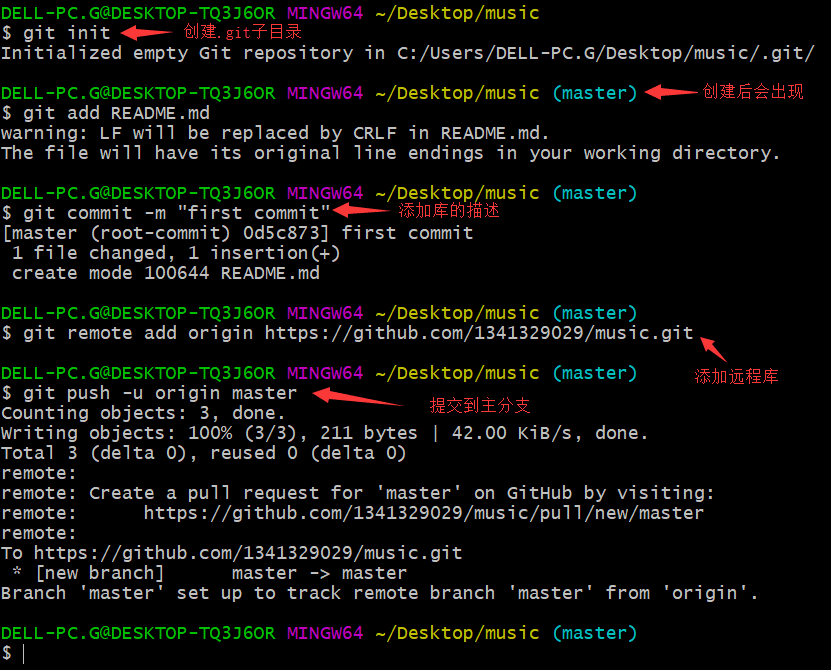 DELL-PC.G@DESKTOP-TQ3J6OR MINGW64 ~/Desktop/music
$ git init 创建.git子目录
Initialized empty Git repository in C:/Users/DELL-PC.G/Desktop/music/.git/
DELL-PC.G@DESKTOP-TQ3J6OR MINGW64 ~/Desktop/music (master) 创建后会出现
$ git add README.md
warning: LF will be replaced by CRLF in README.md.
The file will have its original line endings in your working directory.
DELL-PC.G@DESKTOP-TQ3J6OR MINGW64 ~/Desktop/music (master)
$ git commit -m "first commit" 添加库的描述
[master (root-commit) 0d5c873] first commit
 1 file changed, 1 insertion(+)
 create mode 100644 README.md
DELL-PC.G@DESKTOP-TQ3J6OR MINGW64 ~/Desktop/music (master)
$ git remote add origin https://github.com/1341329029/music.git
DELL-PC.G@DESKTOP-TQ3J6OR MINGW64 ~/Desktop/music (master) 添加远程库
$ git push -u origin master 提交到主分支
Counting objects: 3, done.
Writing objects: 100% (3/3), 211 bytes | 42.00 KiB/s, done.
Total 3 (delta 0), reused 0 (delta 0)
remote:
remote: Create a pull request for 'master' on GitHub by visiting:
remote:      https://github.com/1341329029/music/pull/new/master
remote:
To https://github.com/1341329029/music.git
 * [new branch]      master -> master
Branch 'master' set up to track remote branch 'master' from 'origin'.
DELL-PC.G@DESKTOP-TQ3J6OR MINGW64 ~/Desktop/music (master)
$